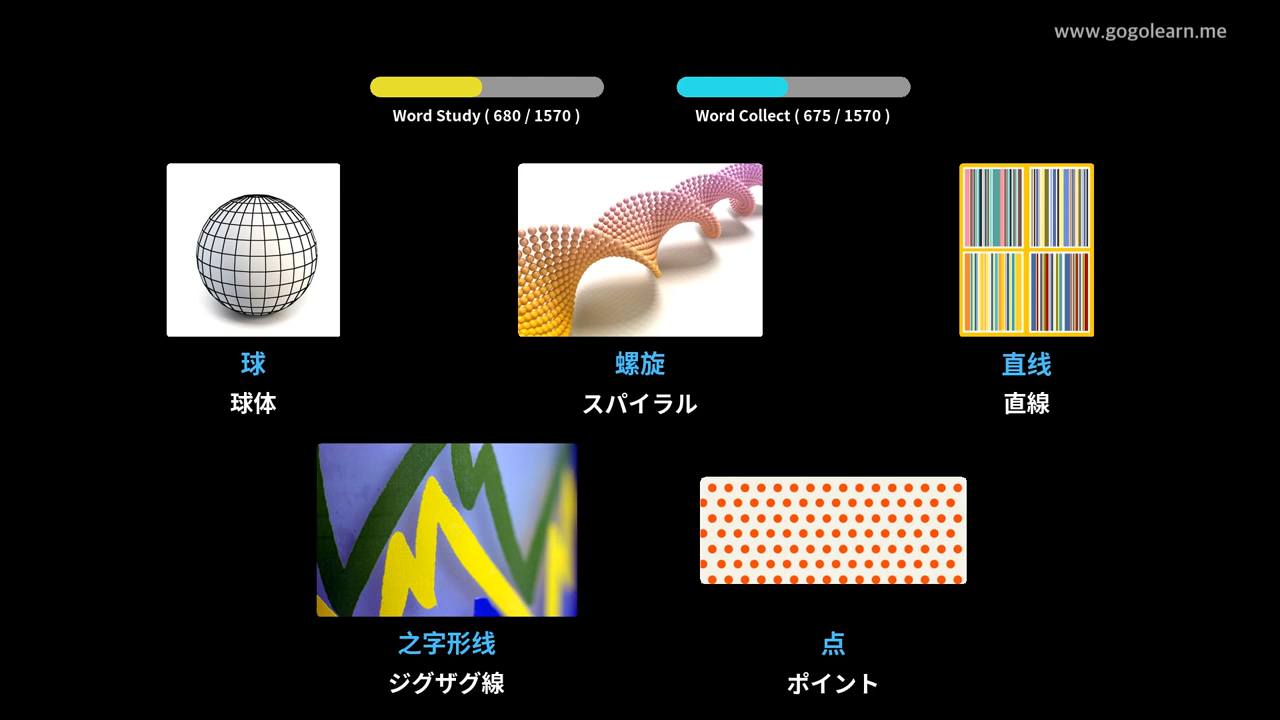 www.gogolearn.me
Word Study ( 680 / 1570 )
Word Collect ( 675 / 1570 )
球
球体
螺旋
スパイラル
直线
直線
之字形线
ジグザグ線
点
ポイント